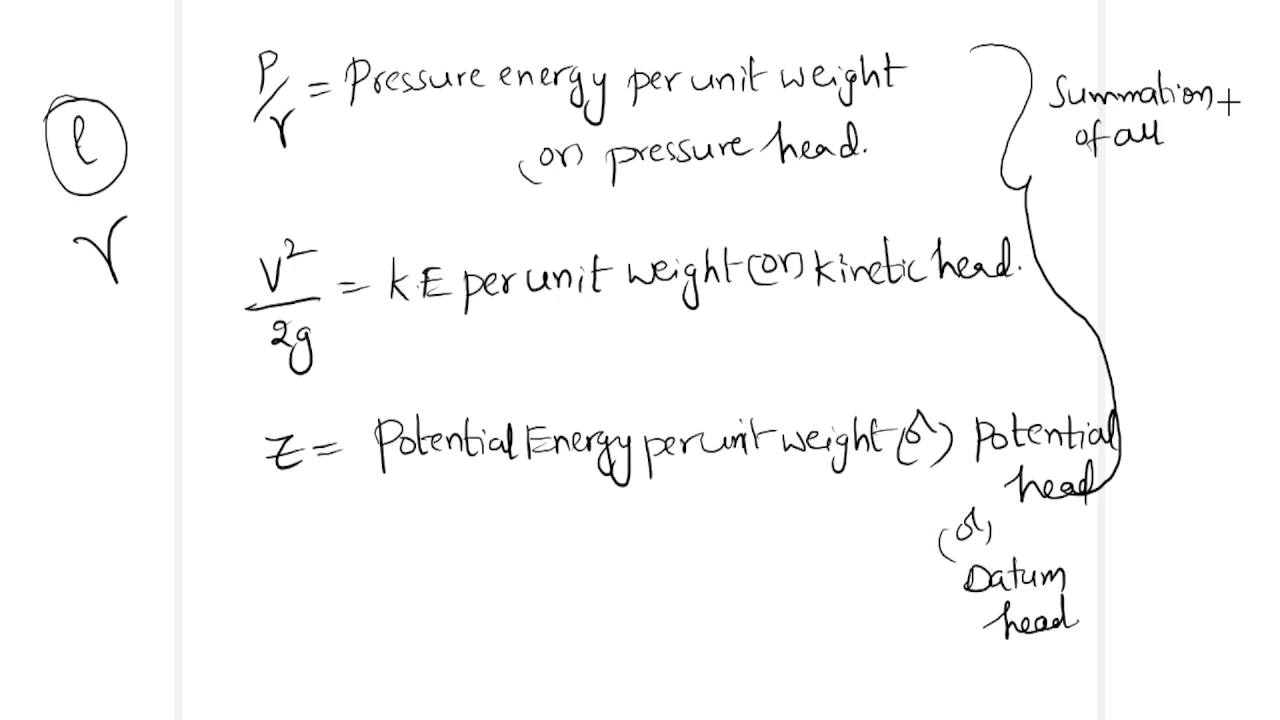 P/γ = Pressure energy per unit weight
(or) pressure head.
Summation +
of all
ρ
γ
V²/2g = K.E per unit weight (or) kinetic head.
Z = Potential Energy per unit weight (or) Potential
head
(or)
Datum
head